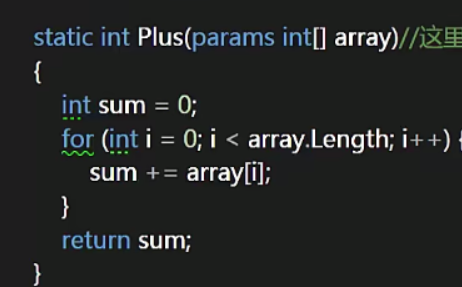 static int Plus(params int[] array)//这里
{
int sum = 0;
for (int i = 0; i < array.Length; i++) {
sum += array[i];
}
return sum;
}